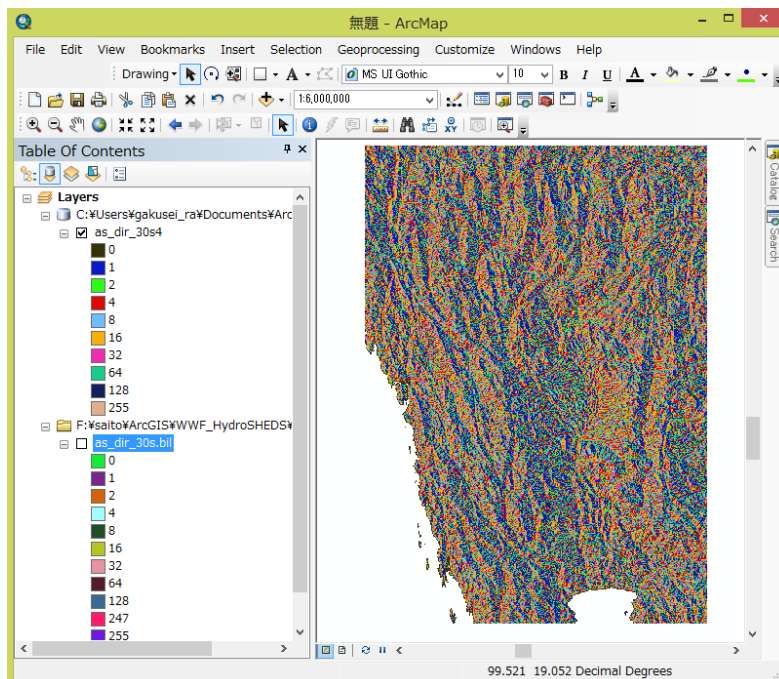 無題 - ArcMap
File Edit View Bookmarks Insert Selection Geoprocessing Customize Windows Help
Drawing MS UI Gothic 10 B I U A
1:6,000,000
Table Of Contents
Layers
C:¥Users¥gakusei_ra¥Documents¥Arc
as_dir_30s4
0
1
2
4
8
16
32
64
128
255
F:¥saito¥ArcGIS¥WWF_HydroSHEDS¥
as_dir_30s.bil
0
1
2
4
8
16
32
64
128
247
255
Catalog
Search
99.521 19.052 Decimal Degrees